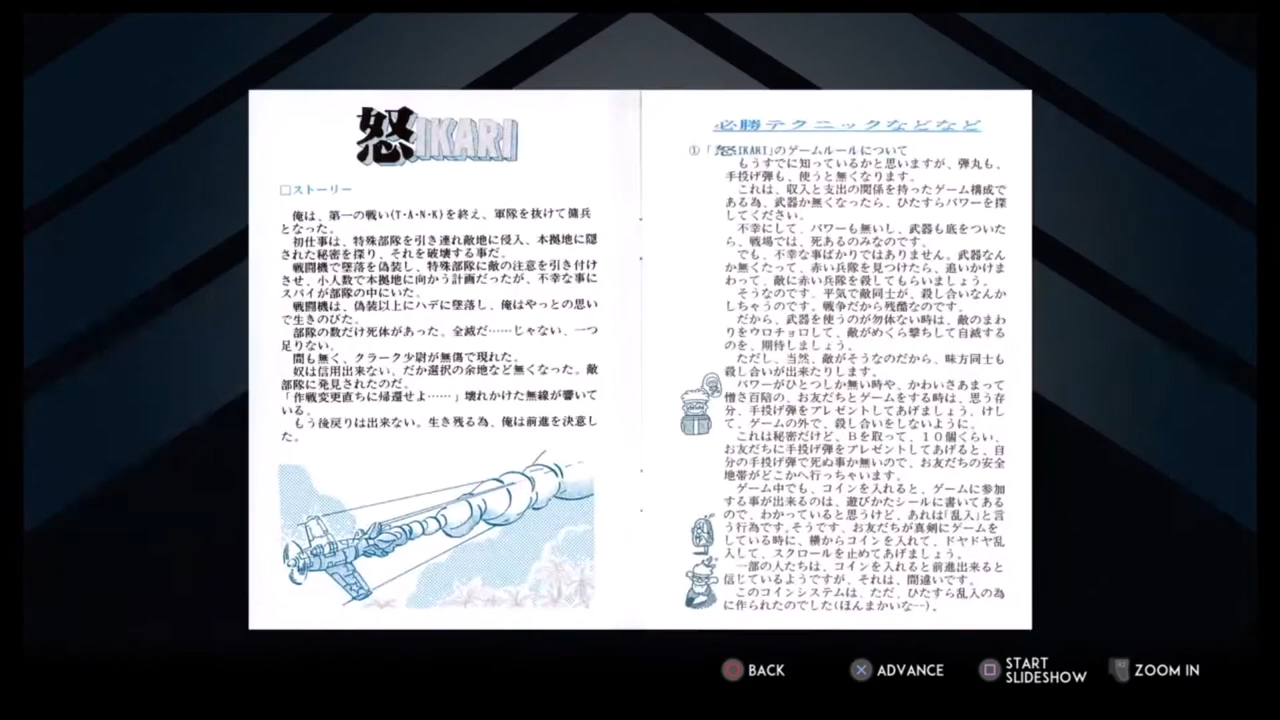 怒 IKARI
□ストーリー
俺は、第一の戦い(T・A・N・K)を終え、軍隊を抜けて傭兵
となった。
初仕事は、特殊部隊を引き連れ敵地に侵入、本拠地に隠
された秘密を探り、それを破壊する事だ。
戦闘機で墜落を偽装し、特殊部隊に敵の注意を引き付け
させ、小人数で本拠地に向かう計画だったが、不幸な事に
スパイが部隊の中にいた。
戦闘機は、偽装以上にハデに墜落し、俺はやっとの思い
で生きのびた。
部隊の数だけ死体があった。全滅だ……じゃない、一つ
足りない。
間も無く、クラーク少尉が無傷で現れた。
奴は信用出来ない、だか選択の余地など無くなった。敵
部隊に発見されたのだ。
「作戦変更直ちに帰還せよ……」壊れかけた無線が響いて
いる。
もう後戻りは出来ない。生き残る為、俺は前進を決意し
た。
必勝テクニックなどなど
①「怒IKARI」のゲームルールについて
もうすでに知っているかと思いますが、弾丸も、
手投げ弾も、使うと無くなります。
これは、収入と支出の関係を持ったゲーム構成で
ある為、武器か無くなったら、ひたすらパワーを探
してください。
不幸にして、パワーも無いし、武器も底をついた
ら、戦場では、死あるのみなのです。
でも、不幸な事ばかりではありません。武器なん
か無くたって、赤い兵隊を見つけたら、追いかけま
わって、敵に赤い兵隊を殺してもらいましょう。
そうなのです。平気で敵同士が、殺し合いなんか
しちゃうのです。戦争だから残酷なのです。
だから、武器を使うのが勿体ない時は、敵のまわ
りをウロチョロして、敵がめくら撃ちして自滅する
のを、期待しましょう。
ただし、当然、敵がそうなのだから、味方同士も
殺し合いが出来たりします。
パワーがひとつしか無い時や、かわいさあまって
憎さ百陪の、お友だちとゲームをする時は、思う存
分、手投げ弾をプレゼントしてあげましょう。けし
て、ゲームの外で、殺し合いをしないように。
これは秘密だけど、Bを取って、10個くらい、
お友だちに手投げ弾をプレゼントしてあげると、自
分の手投げ弾で死ぬ事か無いので、お友だちの安全
地帯がどこかへ行っちゃいます。
ゲーム中でも、コインを入れると、ゲームに参加
する事が出来るのは、遊びかたシールに書いてある
ので、わかっていると思うけど、あれは「乱入」と言
う行為です。そうです、お友だちが真剣にゲームを
している時に、横からコインを入れて、ドヤドヤ乱
入して、スクロールを止めてあげましょう。
一部の人たちは、コインを入れると前進出来ると
信じているようですが、それは、間違いです。
このコインシステムは、ただ、ひたすら乱入の為
に作られたのでした(ほんまかいな--)。
BACK
ADVANCE
START
SLIDESHOW
R2
ZOOM IN